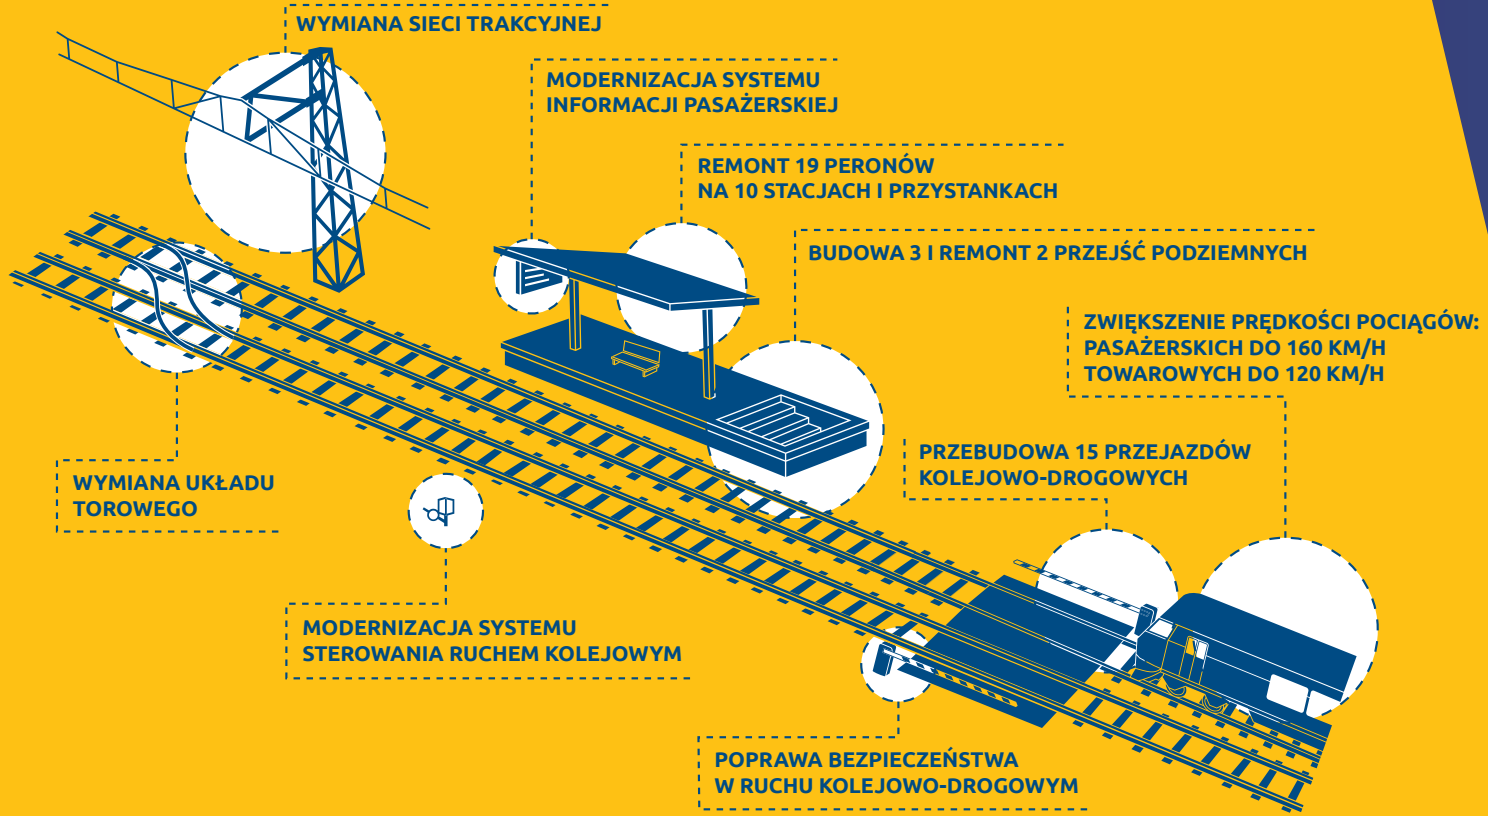 WYMIANA SIECI TRAKCYJNEJ
MODERNIZACJA SYSTEMU
INFORMACJI PASAŻERSKIEJ
REMONT 19 PERONÓW
NA 10 STACJACH I PRZYSTANKACH
BUDOWA 3 I REMONT 2 PRZEJŚĆ PODZIEMNYCH
ZWIĘKSZENIE PRĘDKOŚCI POCIĄGÓW:
PASAŻERSKICH DO 160 KM/H
TOWAROWYCH DO 120 KM/H
PRZEBUDOWA 15 PRZEJAZDÓW
KOLEJOWO-DROGOWYCH
WYMIANA UKŁADU
TOROWEGO
MODERNIZACJA SYSTEMU
STEROWANIA RUCHEM KOLEJOWYM
POPRAWA BEZPIECZEŃSTWA
W RUCHU KOLEJOWO-DROGOWYM